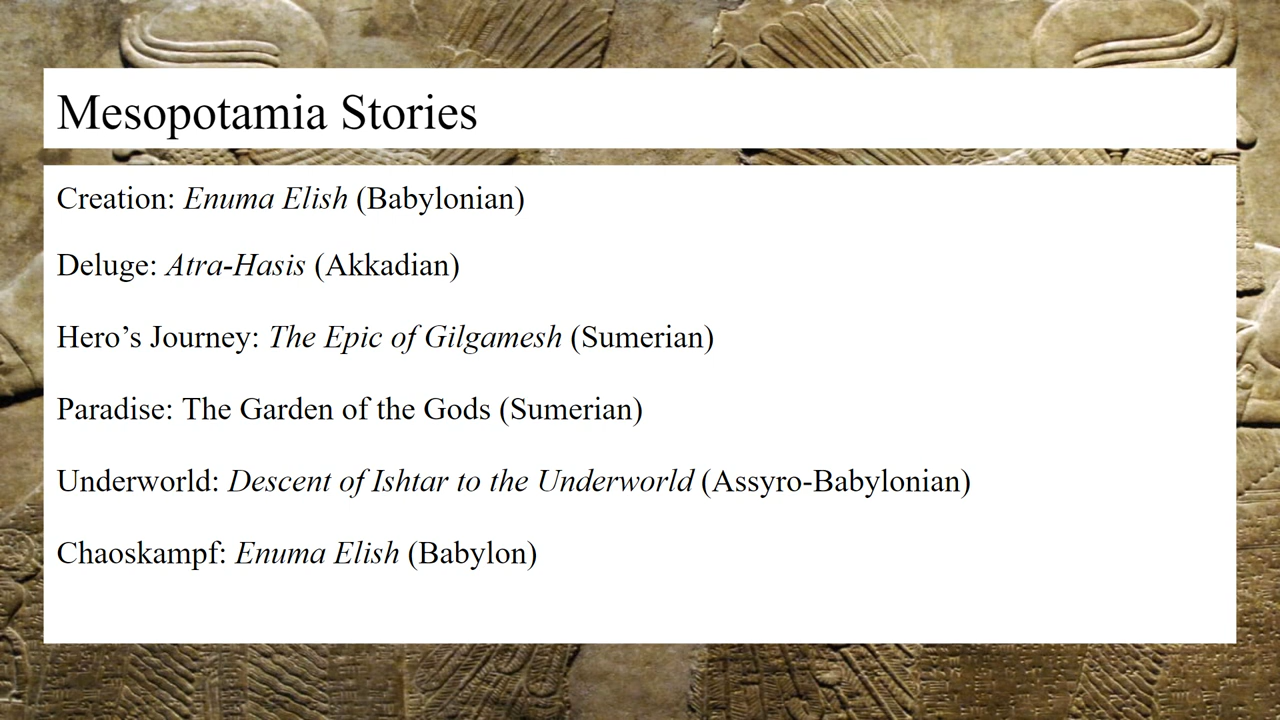 Mesopotamia Stories
Creation: Enuma Elish (Babylonian)
Deluge: Atra-Hasis (Akkadian)
Hero’s Journey: The Epic of Gilgamesh (Sumerian)
Paradise: The Garden of the Gods (Sumerian)
Underworld: Descent of Ishtar to the Underworld (Assyro-Babylonian)
Chaoskampf: Enuma Elish (Babylon)